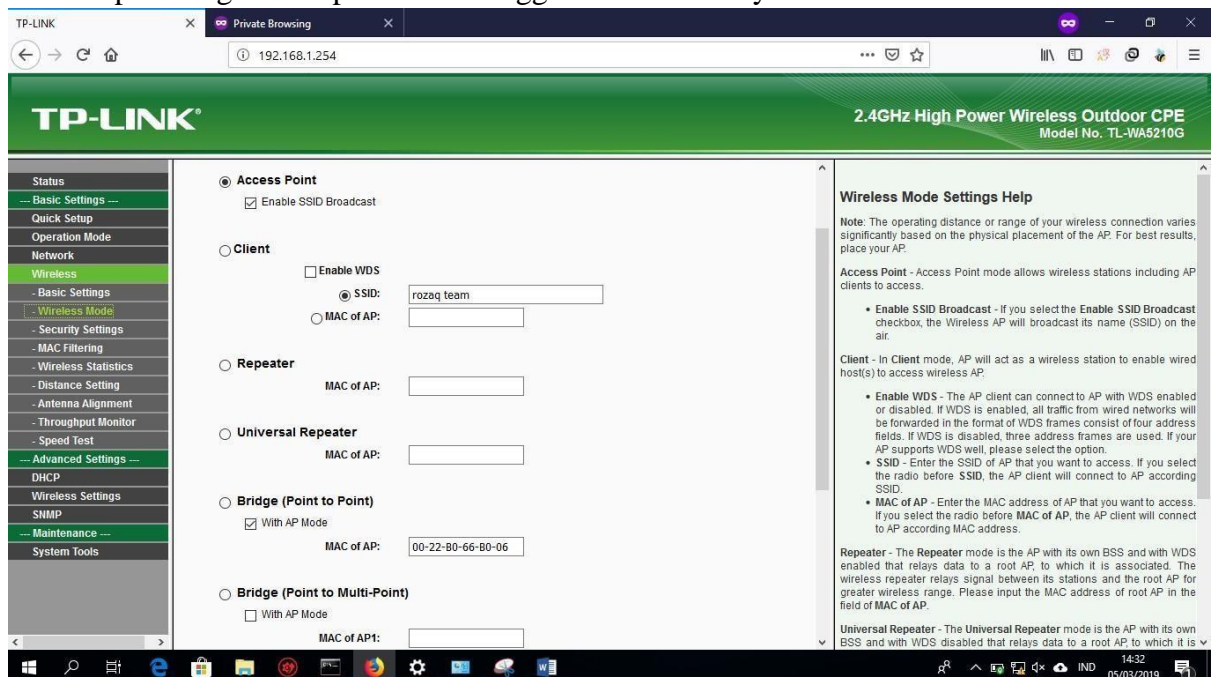 TP-LINK
Private Browsing
192.168.1.254
TP-LINK®
2.4GHz High Power Wireless Outdoor CPE
Model No. TL-WA5210G
Status
--- Basic Settings ---
Quick Setup
Operation Mode
Network
Wireless
- Basic Settings
- Wireless Mode
- Security Settings
- MAC Filtering
- Wireless Statistics
- Distance Setting
- Antenna Alignment
- Throughput Monitor
- Speed Test
--- Advanced Settings ---
DHCP
Wireless Settings
SNMP
--- Maintenance ---
System Tools
Access Point
Enable SSID Broadcast
Client
Enable WDS
SSID: rozaq team
MAC of AP:
Repeater
MAC of AP:
Universal Repeater
MAC of AP:
Bridge (Point to Point)
With AP Mode
MAC of AP: 00-22-B0-66-B0-06
Bridge (Point to Multi-Point)
With AP Mode
MAC of AP1:
Wireless Mode Settings Help
Note: The operating distance or range of your wireless connection varies
significantly based on the physical placement of the AP. For best results,
place your AP.
Access Point - Access Point mode allows wireless stations including AP
clients to access.
• Enable SSID Broadcast - If you select the Enable SSID Broadcast
checkbox, the Wireless AP will broadcast its name (SSID) on the
air.
Client - In Client mode, AP will act as a wireless station to enable wired
host(s) to access wireless AP.
• Enable WDS - The AP client can connect to AP with WDS enabled
or disabled. If WDS is enabled, all traffic from wired networks will
be forwarded in the format of WDS frames consist of four address
fields. If WDS is disabled, three address frames are used. If your
AP supports WDS well, please select the option.
• SSID - Enter the SSID of AP that you want to access. If you select
the radio before SSID, the AP client will connect to AP according
SSID.
• MAC of AP - Enter the MAC address of AP that you want to access.
If you select the radio before MAC of AP, the AP client will connect
to AP according MAC address.
Repeater - The Repeater mode is the AP with its own BSS and with WDS
enabled that relays data to a root AP, to which it is associated. The
wireless repeater relays signal between its stations and the root AP for
greater wireless range. Please input the MAC address of root AP in the
field of MAC of AP.
Universal Repeater - The Universal Repeater mode is the AP with its own
BSS and with WDS disabled that relays data to a root AP, to which it is
IND
14:32
05/03/2019